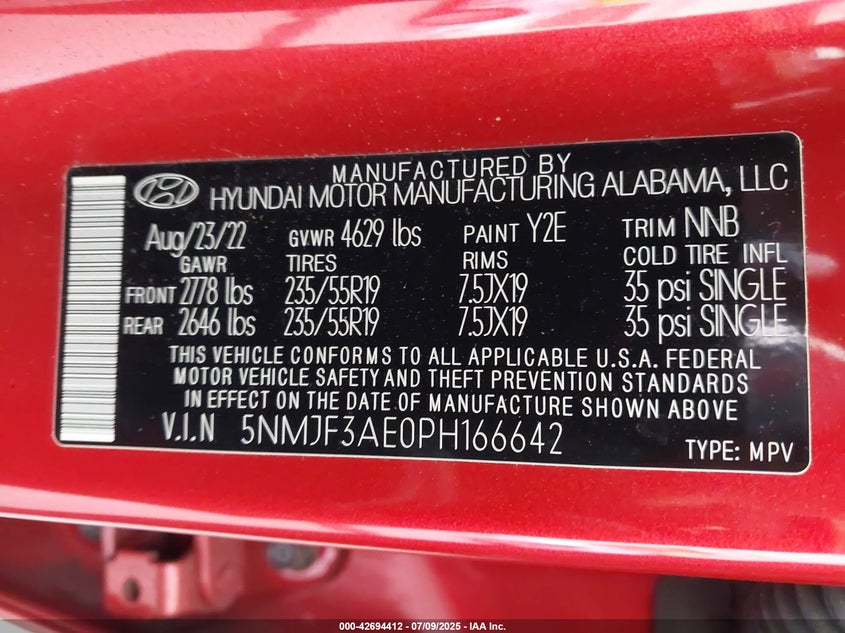 MANUFACTURED BY
HYUNDAI MOTOR MANUFACTURING ALABAMA, LLC
Aug/23/22 GVWR 4629 lbs PAINT Y2E TRIM NNB
GAWR TIRES RIMS COLD TIRE INFL
FRONT 2778 lbs 235/55R19 7.5JX19 35 psi SINGLE
REAR 2646 lbs 235/55R19 7.5JX19 35 psi SINGLE
THIS VEHICLE CONFORMS TO ALL APPLICABLE U.S.A. FEDERAL
MOTOR VEHICLE SAFETY AND THEFT PREVENTION STANDARDS
IN EFFECT ON THE DATE OF MANUFACTURE SHOWN ABOVE
V.I.N 5NMJF3AE0PH166642 TYPE: MPV
000-42694412 - 07/09/2025 - IAA Inc.